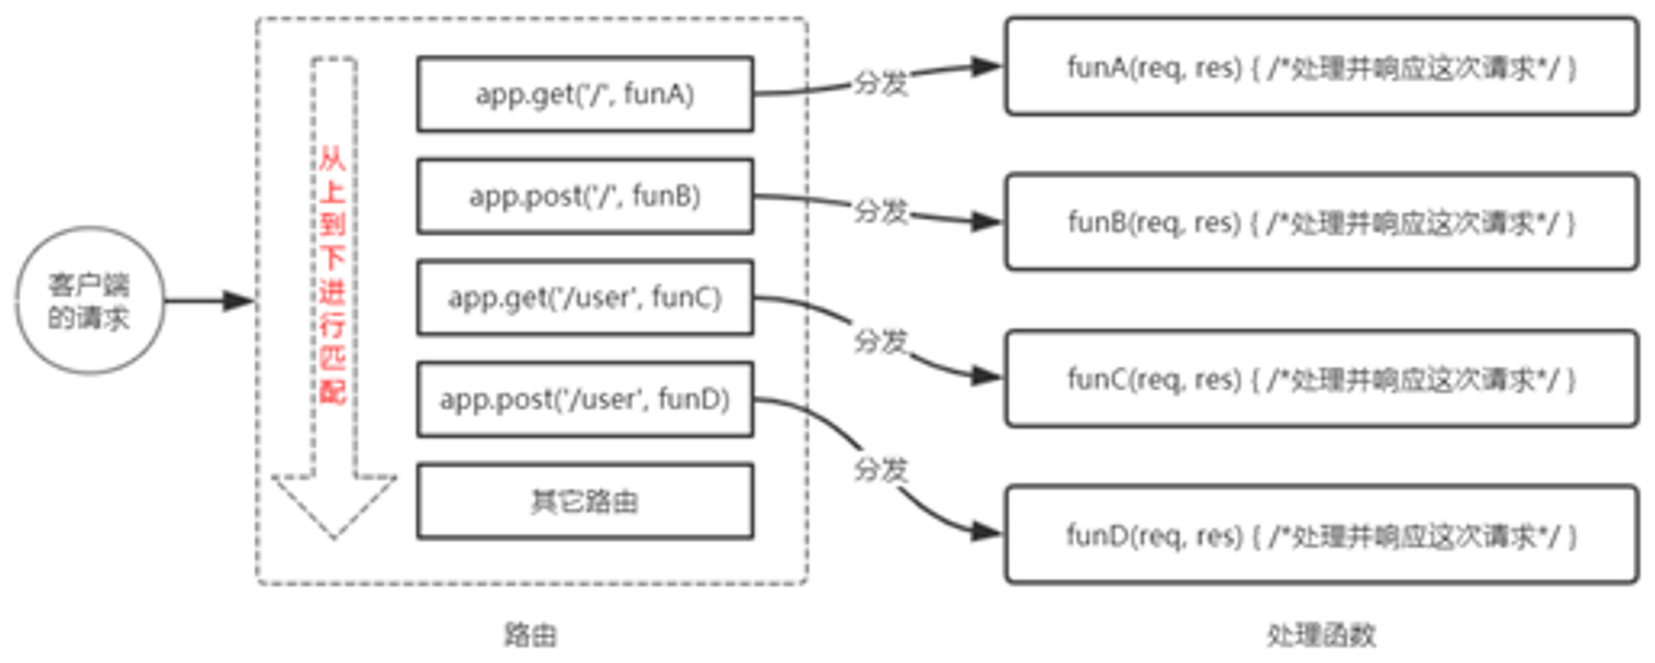 客户端
的请求
从上到下进行匹配
app.get('/', funA)
app.post('/', funB)
app.get('/user', funC)
app.post('/user', funD)
其它路由
路由
分发
分发
分发
分发
funA(req, res) { /*处理并响应这次请求*/ }
funB(req, res) { /*处理并响应这次请求*/ }
funC(req, res) { /*处理并响应这次请求*/ }
funD(req, res) { /*处理并响应这次请求*/ }
处理函数